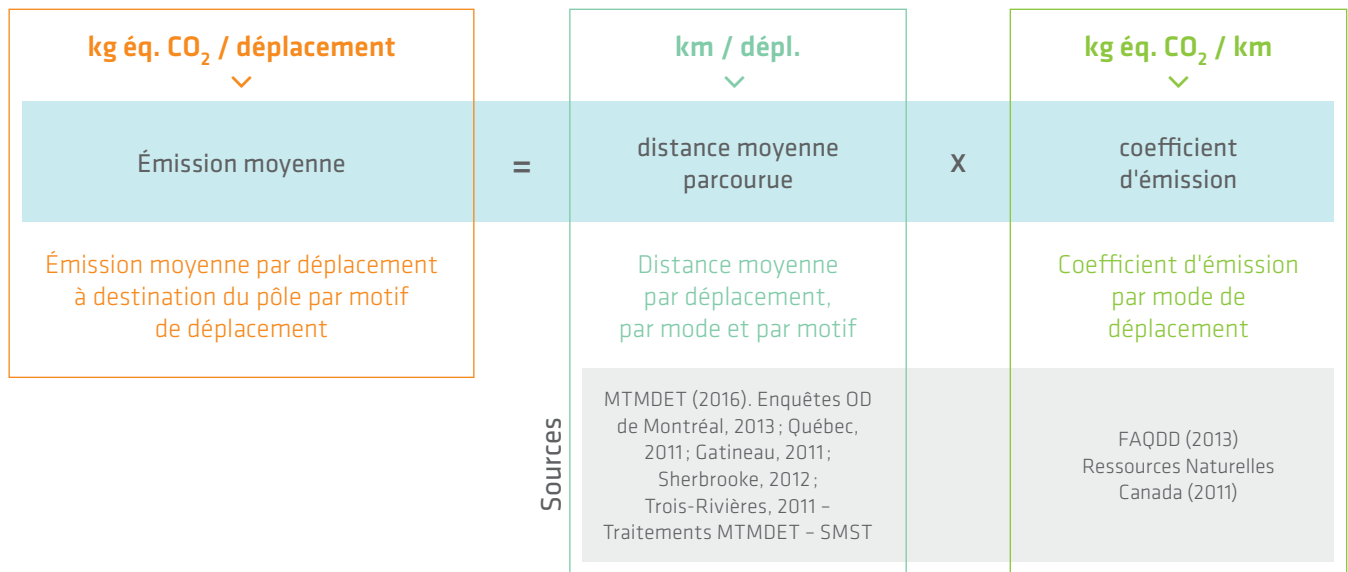 kg éq. CO₂ / déplacement
Émission moyenne
Émission moyenne par déplacement
à destination du pôle par motif
de déplacement
=
km / dépl.
distance moyenne
parcourue
Distance moyenne
par déplacement,
par mode et par motif
x
kg éq. CO₂ / km
coefficient
d'émission
Coefficient d'émission
par mode de
déplacement
Sources
MTMDET (2016). Enquêtes OD
de Montréal, 2013 ; Québec,
2011 ; Gatineau, 2011 ;
Sherbrooke, 2012 ;
Trois-Rivières, 2011 –
Traitements MTMDET – SMST
FAQDD (2013)
Ressources Naturelles
Canada (2011)